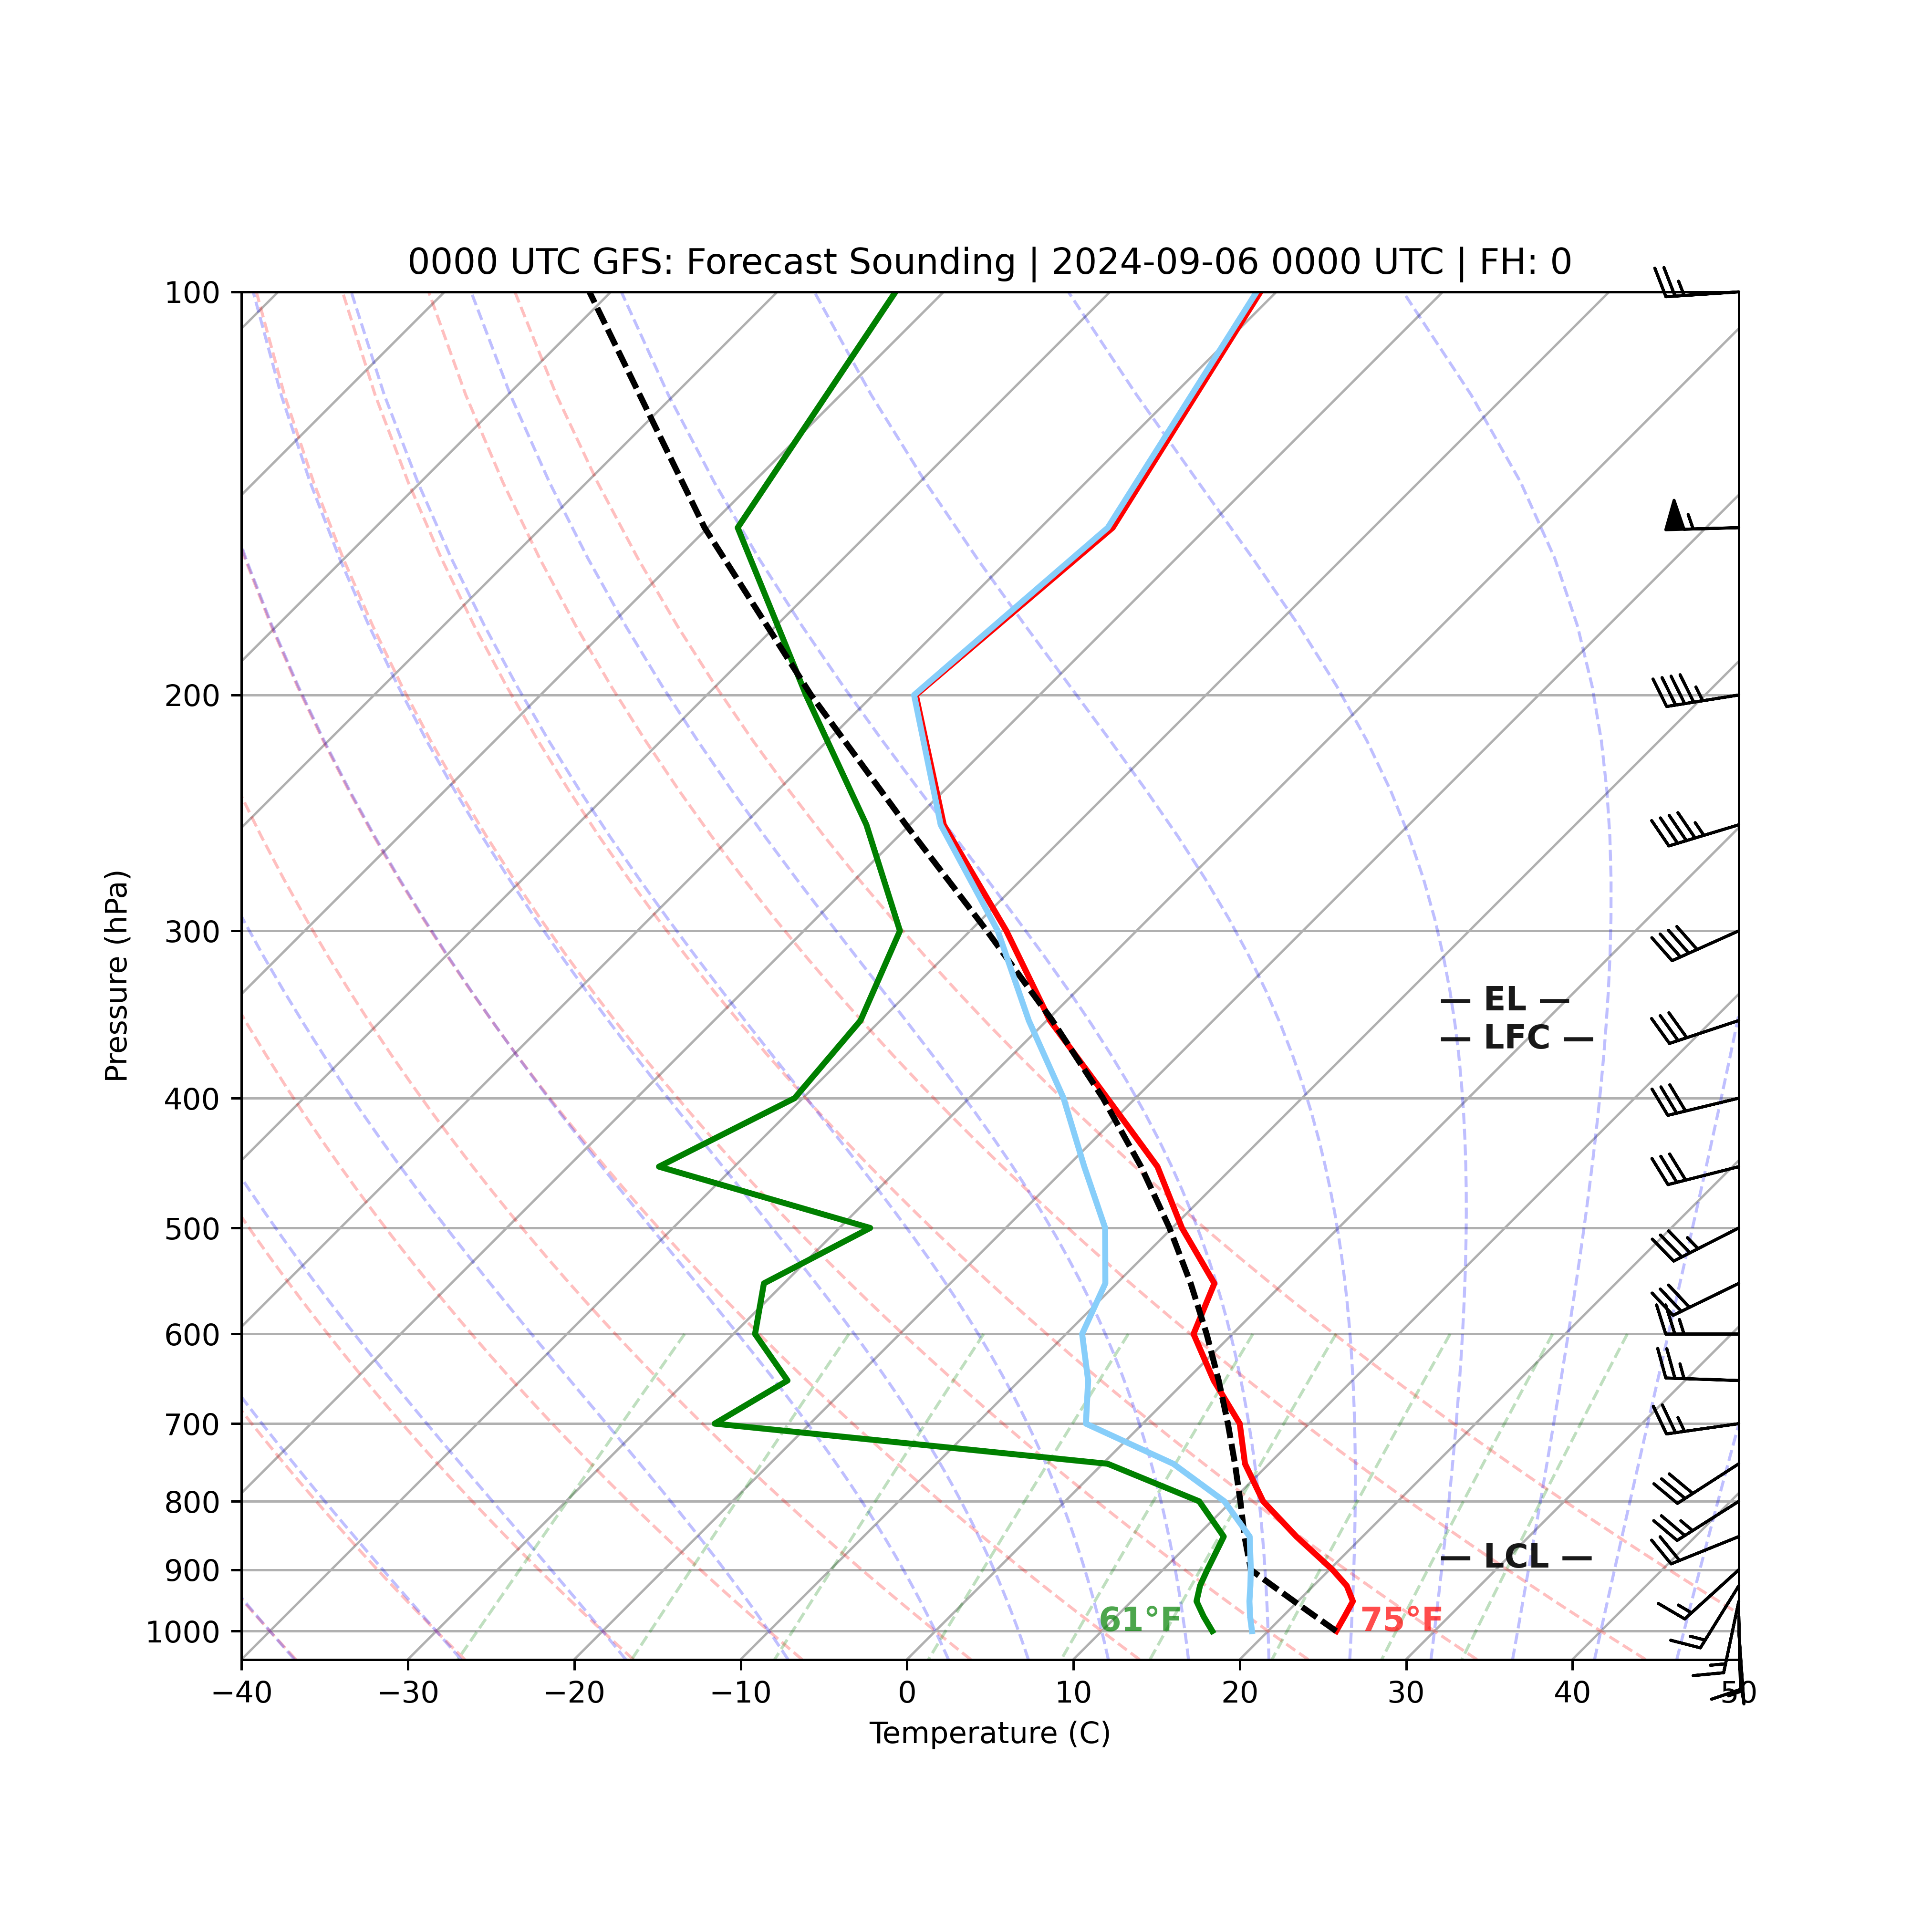 0000 UTC GFS: Forecast Sounding | 2024-09-06 0000 UTC | FH: 0
100
200
300
— EL —
— LFC —
400
500
600
700
800
900
— LCL —
1000
61°F
75°F
−40 −30 −20 −10 0 10 20 30 40 50
Temperature (C)
Pressure (hPa)